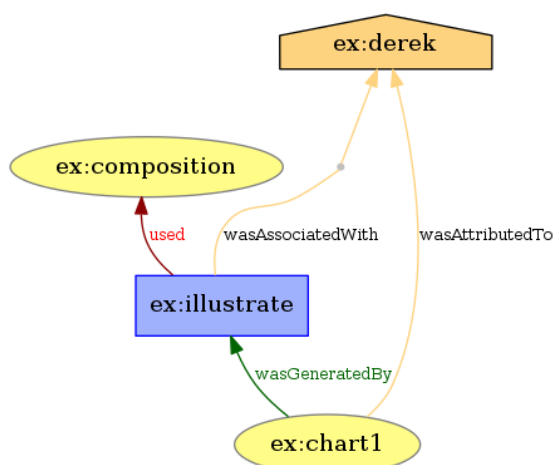 ex:derek
ex:composition
used
wasAssociatedWith
wasAttributedTo
ex:illustrate
wasGeneratedBy
ex:chart1